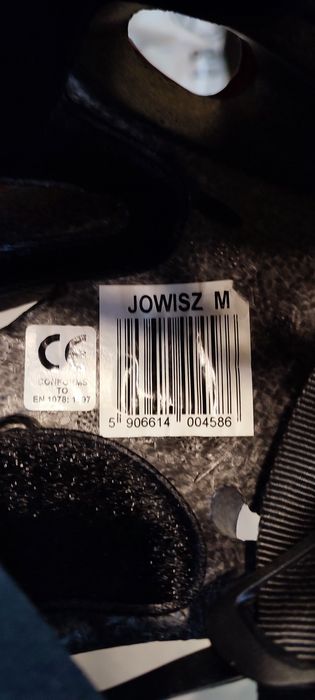 JOWISZ M
5 906614 004586
CE
CONFORMS
TO
EN 1078: 1997